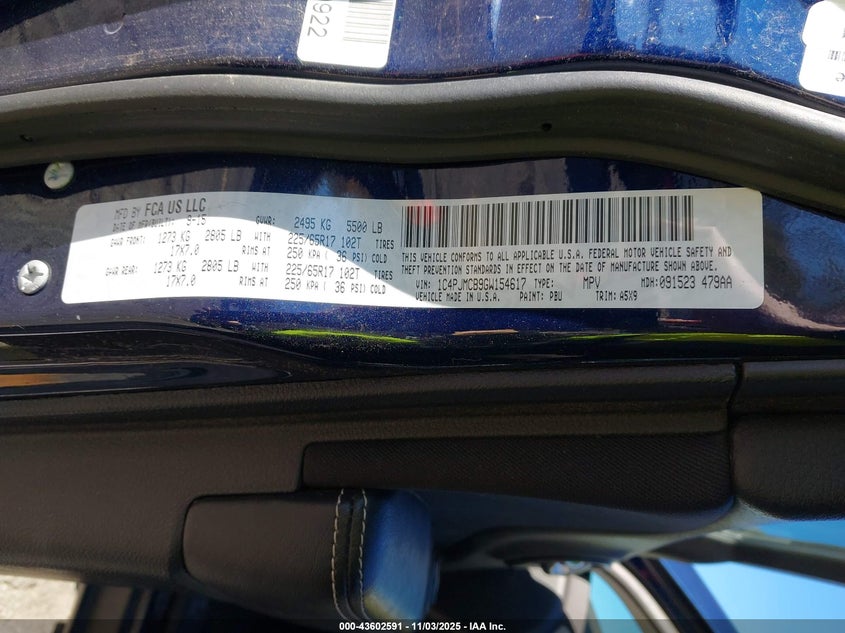 922
MFD BY FCA US LLC
DATE OF MFR(BUILT): 9-15 GVWR: 2495 KG 5500 LB
GAWR FRONT: 1273 KG 2805 LB WITH 225/65R17 102T TIRES
17X7.0 RIMS AT 250 KPA ( 36 PSI) COLD
GAWR REAR: 1273 KG 2805 LB WITH 225/65R17 102T TIRES
17X7.0 RIMS AT 250 KPA ( 36 PSI) COLD
THIS VEHICLE CONFORMS TO ALL APPLICABLE U.S.A. FEDERAL MOTOR VEHICLE SAFETY AND
THEFT PREVENTION STANDARDS IN EFFECT ON THE DATE OF MANUFACTURE SHOWN ABOVE.
VIN: 1C4PJMCB9GW154617 TYPE: MPV MDH: 091523 479AA
MADE IN U.S.A. PAINT: PBU TRIM: A5X9
000-43602591 - 11/03/2025 - IAA Inc.